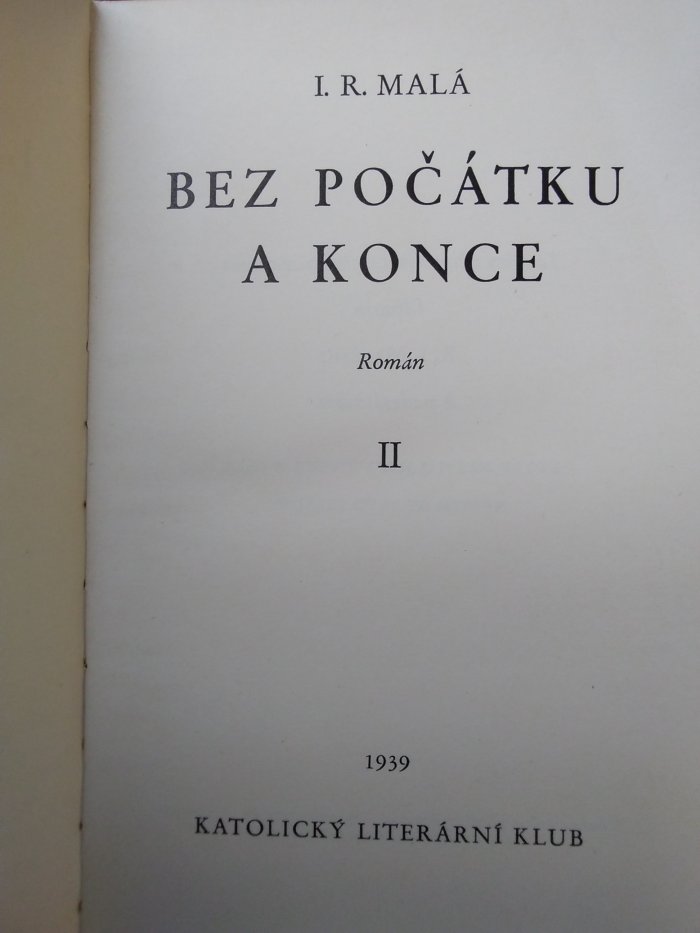 I. R. MALÁ
BEZ POČÁTKU
A KONCE
Román
II
1939
KATOLICKÝ LITERÁRNÍ KLUB